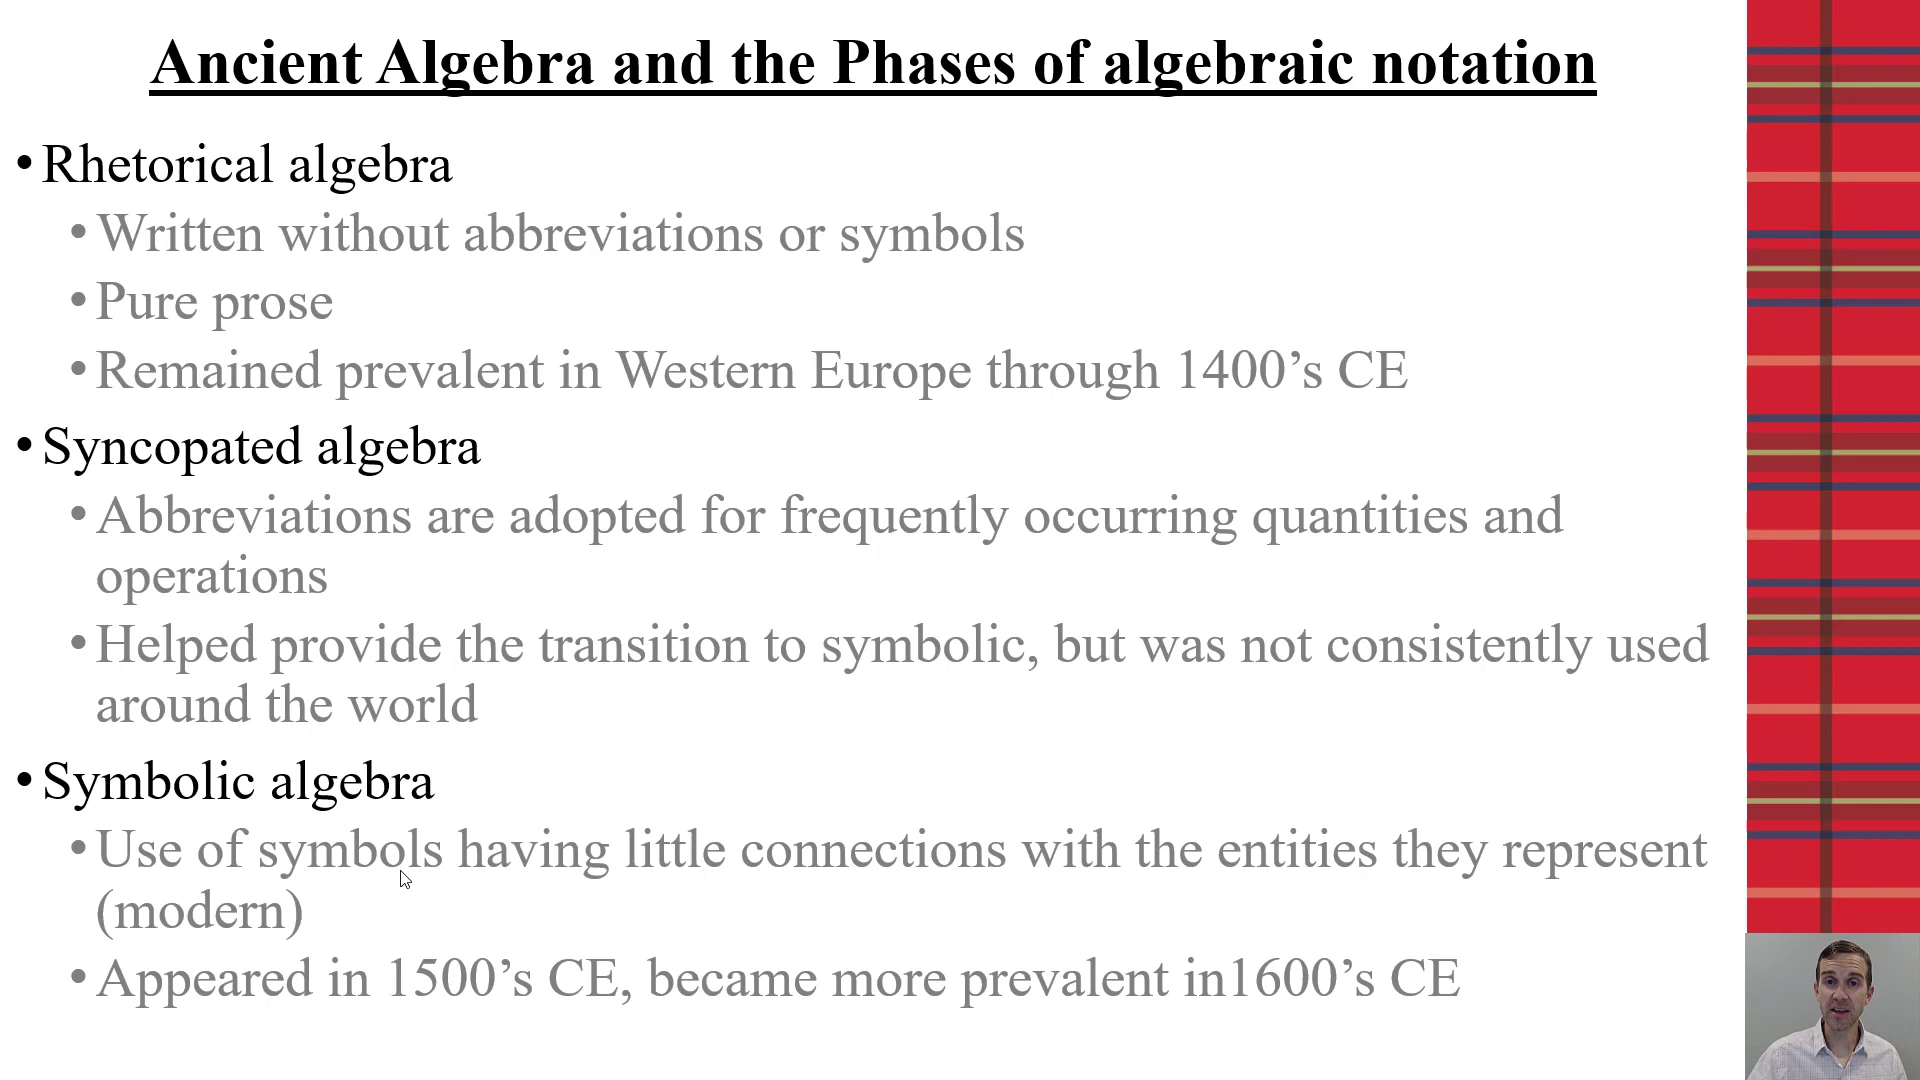 Ancient Algebra and the Phases of algebraic notation
• Rhetorical algebra
• Written without abbreviations or symbols
• Pure prose
• Remained prevalent in Western Europe through 1400’s CE
• Syncopated algebra
• Abbreviations are adopted for frequently occurring quantities and
operations
• Helped provide the transition to symbolic, but was not consistently used
around the world
• Symbolic algebra
• Use of symbols having little connections with the entities they represent
(modern)
• Appeared in 1500’s CE, became more prevalent in1600’s CE